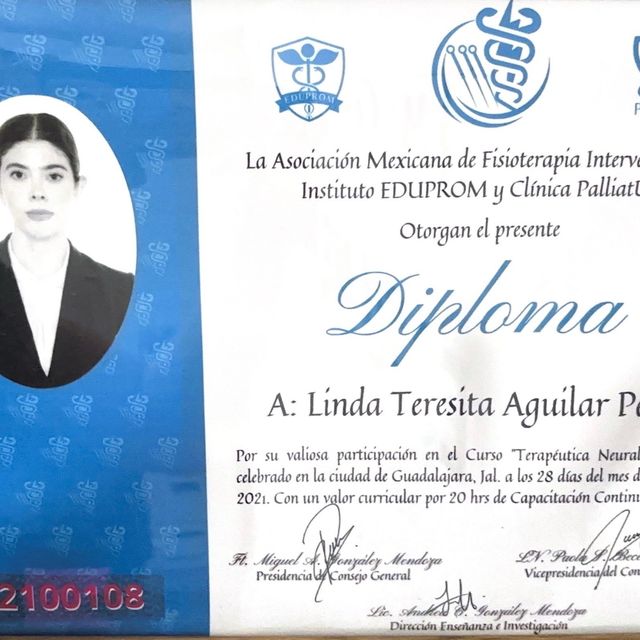 EDUPROM
La Asociación Mexicana de Fisioterapia Interve
Instituto EDUPROM y Clínica Palliat
Otorgan el presente
Diploma
A: Linda Teresita Aguilar P
Por su valiosa participación en el Curso "Terapéutica Neural
celebrado en la ciudad de Guadalajara, Jal. a los 28 días del mes d
2021. Con un valor curricular por 20 hrs de Capacitación Contin
Ft. Miguel A. González Mendoza
Presidencia de Consejo General
L.N. Paola
Vicepresidencia del Con
Lic. Andrea G. González Mendoza
Dirección Enseñanza e Investigación
2100108